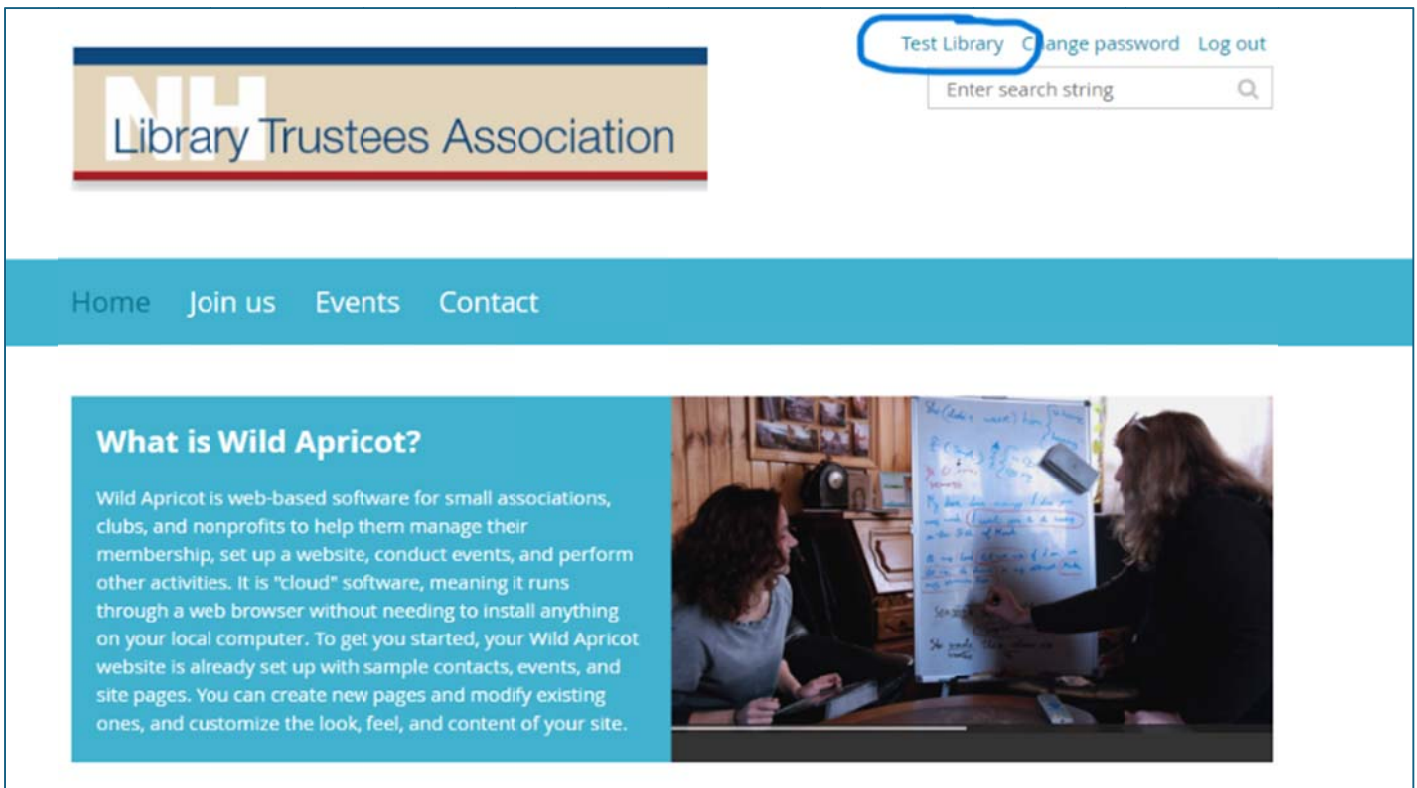 Test Library Change password Log out
Enter search string
NH
Library Trustees Association
Home Join us Events Contact
What is Wild Apricot?
Wild Apricot is web-based software for small associations,
clubs, and nonprofits to help them manage their
membership, set up a website, conduct events, and perform
other activities. It is "cloud" software, meaning it runs
through a web browser without needing to install anything
on your local computer. To get you started, your Wild Apricot
website is already set up with sample contacts, events, and
site pages. You can create new pages and modify existing
ones, and customize the look, feel, and content of your site.